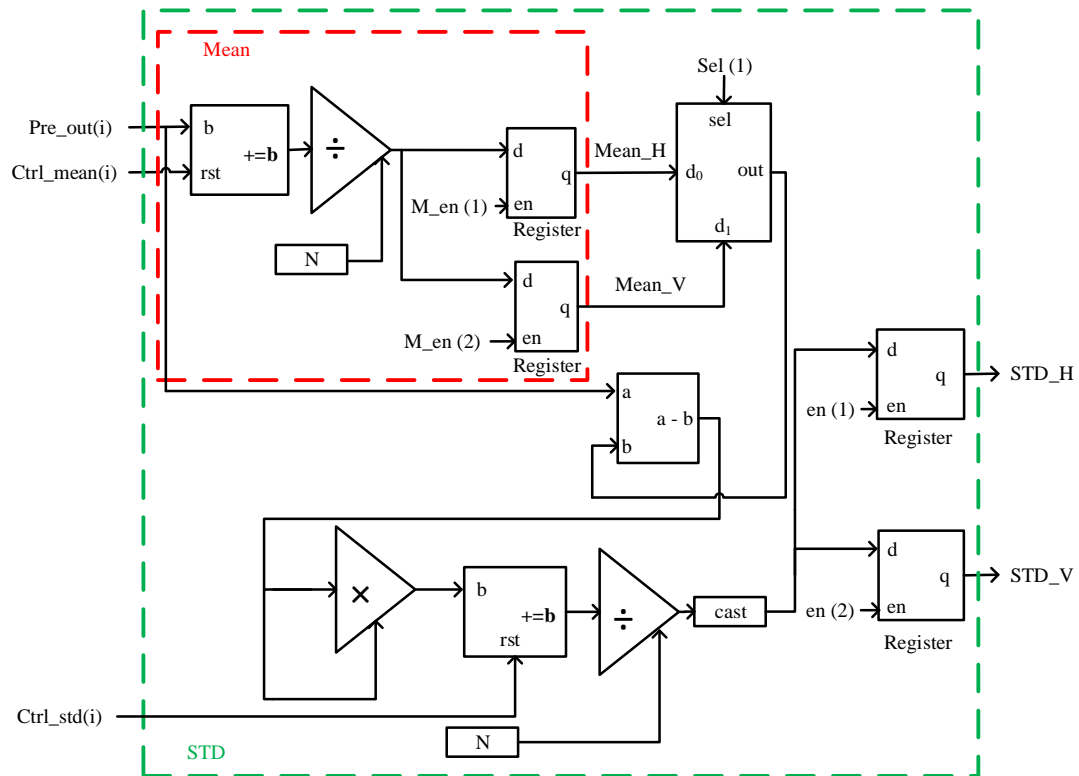 Mean
Sel (1)
Pre_out(i)
b
sel
÷
+=b
d
Mean_H
Ctrl_mean(i)
rst
q
d₀
out
M_en (1)
en
Register
d₁
N
d
Mean_V
q
M_en (2)
en
Register
d
a
q
STD_H
a - b
en (1)
en
b
Register
d
b
q
STD_V
×
cast
+=b
÷
en (2)
en
rst
Register
Ctrl_std(i)
N
STD